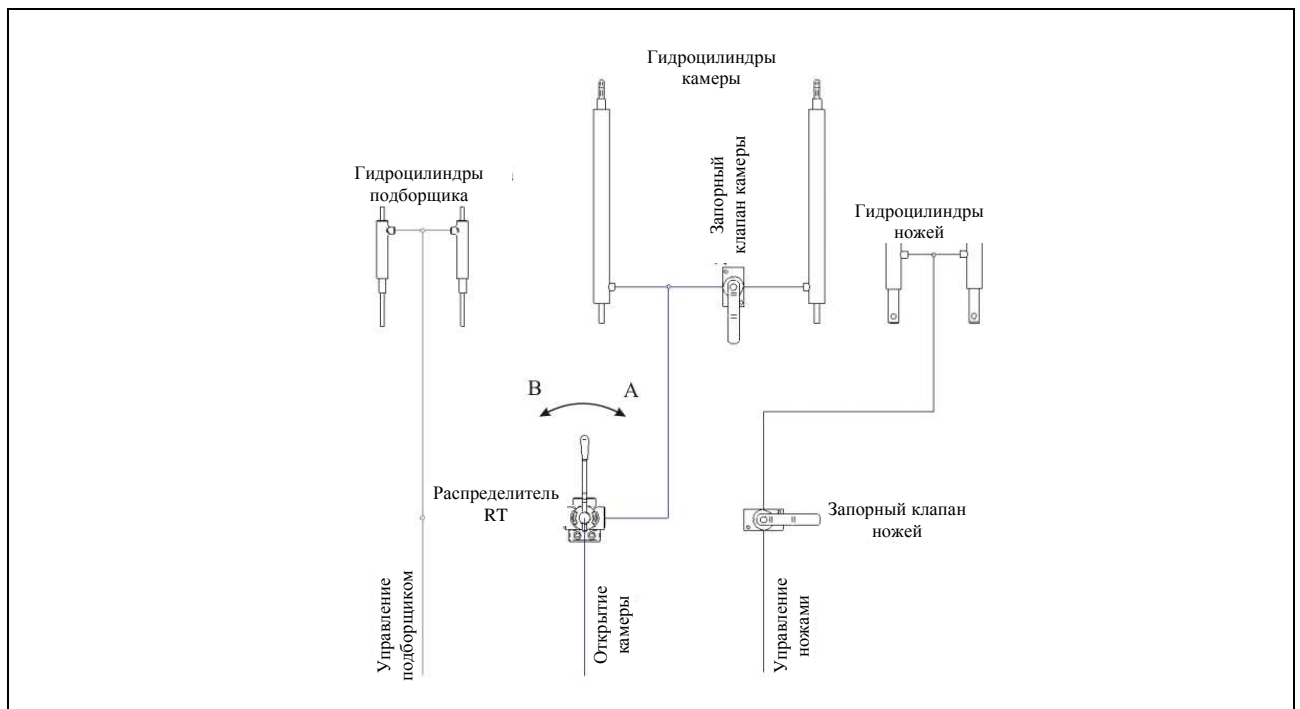 Гидроцилиндры
камеры
Гидроцилиндры
подборщика
Запорный
клапан камеры
Гидроцилиндры
ножей
В
А
Распределитель
RT
Запорный клапан
ножей
Управление
подборщиком
Открытие
камеры
Управление
ножами